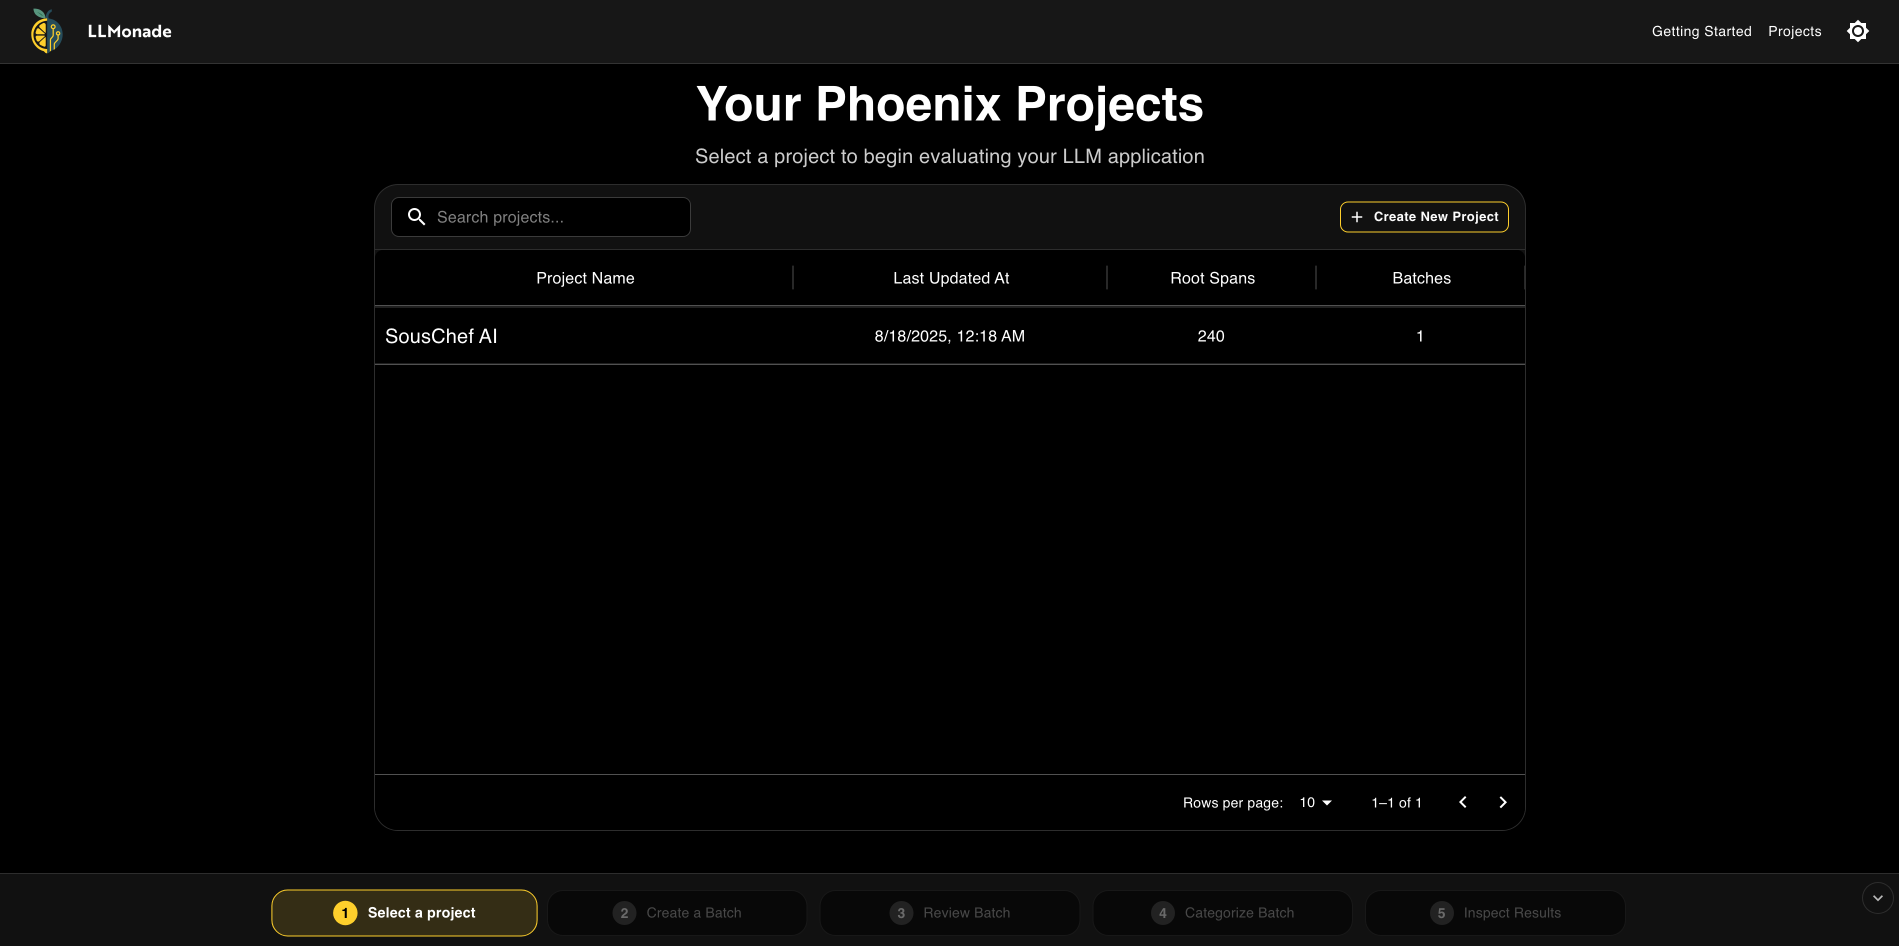 LLMonade
Getting Started Projects
Your Phoenix Projects
Select a project to begin evaluating your LLM application
Search projects...
+ Create New Project
Project Name Last Updated At Root Spans Batches
SousChef AI 8/18/2025, 12:18 AM 240 1
Rows per page: 10 1–1 of 1
1 Select a project 2 Create a Batch 3 Review Batch 4 Categorize Batch 5 Inspect Results